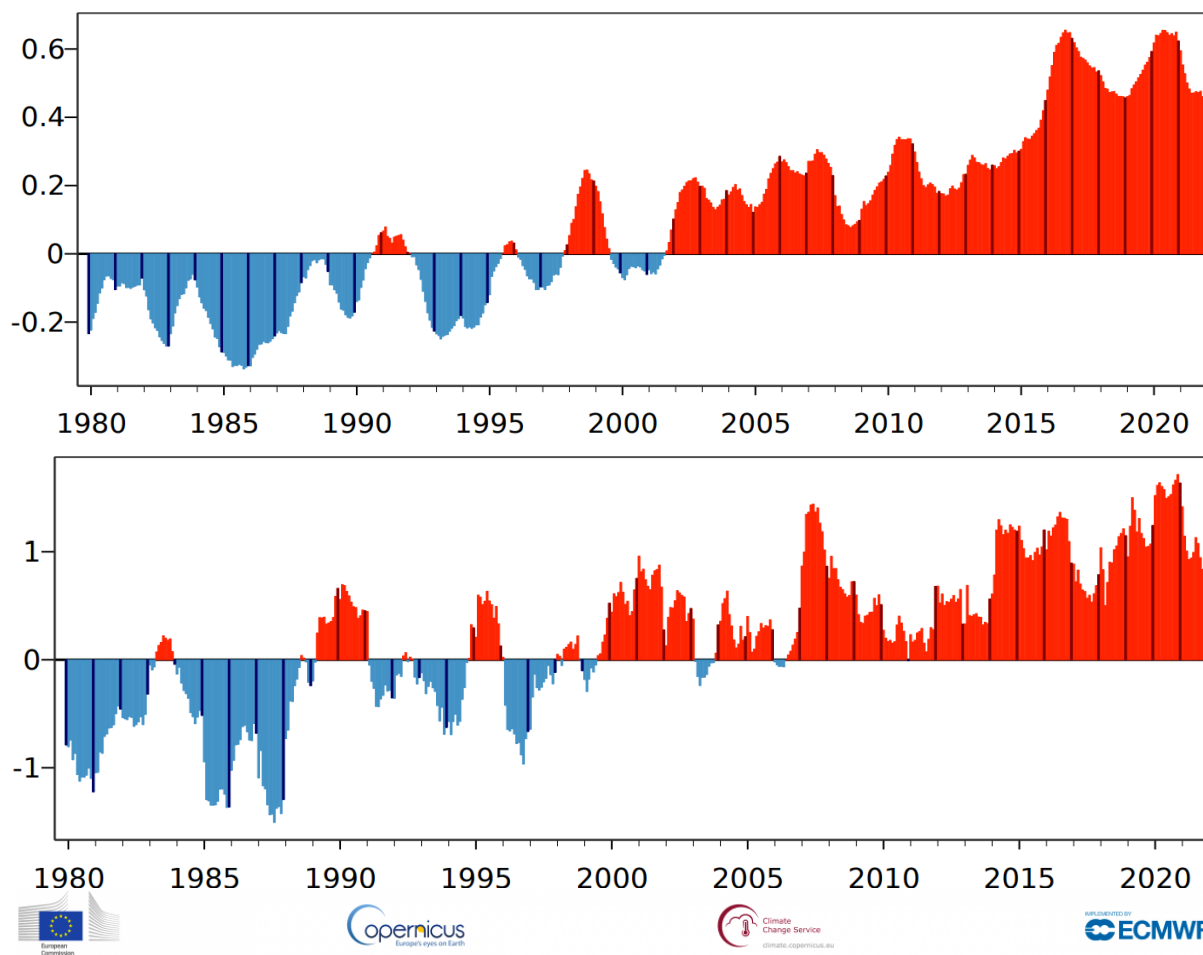 0.6
0.4
0.2
0
-0.2
1980 1985 1990 1995 2000 2005 2010 2015 2020
1
0
-1
1980 1985 1990 1995 2000 2005 2010 2015 2020
European
Commission
opernicus
Europe's eyes on Earth
Climate
Change Service
climate.copernicus.eu
IMPLEMENTED BY
ECMWF